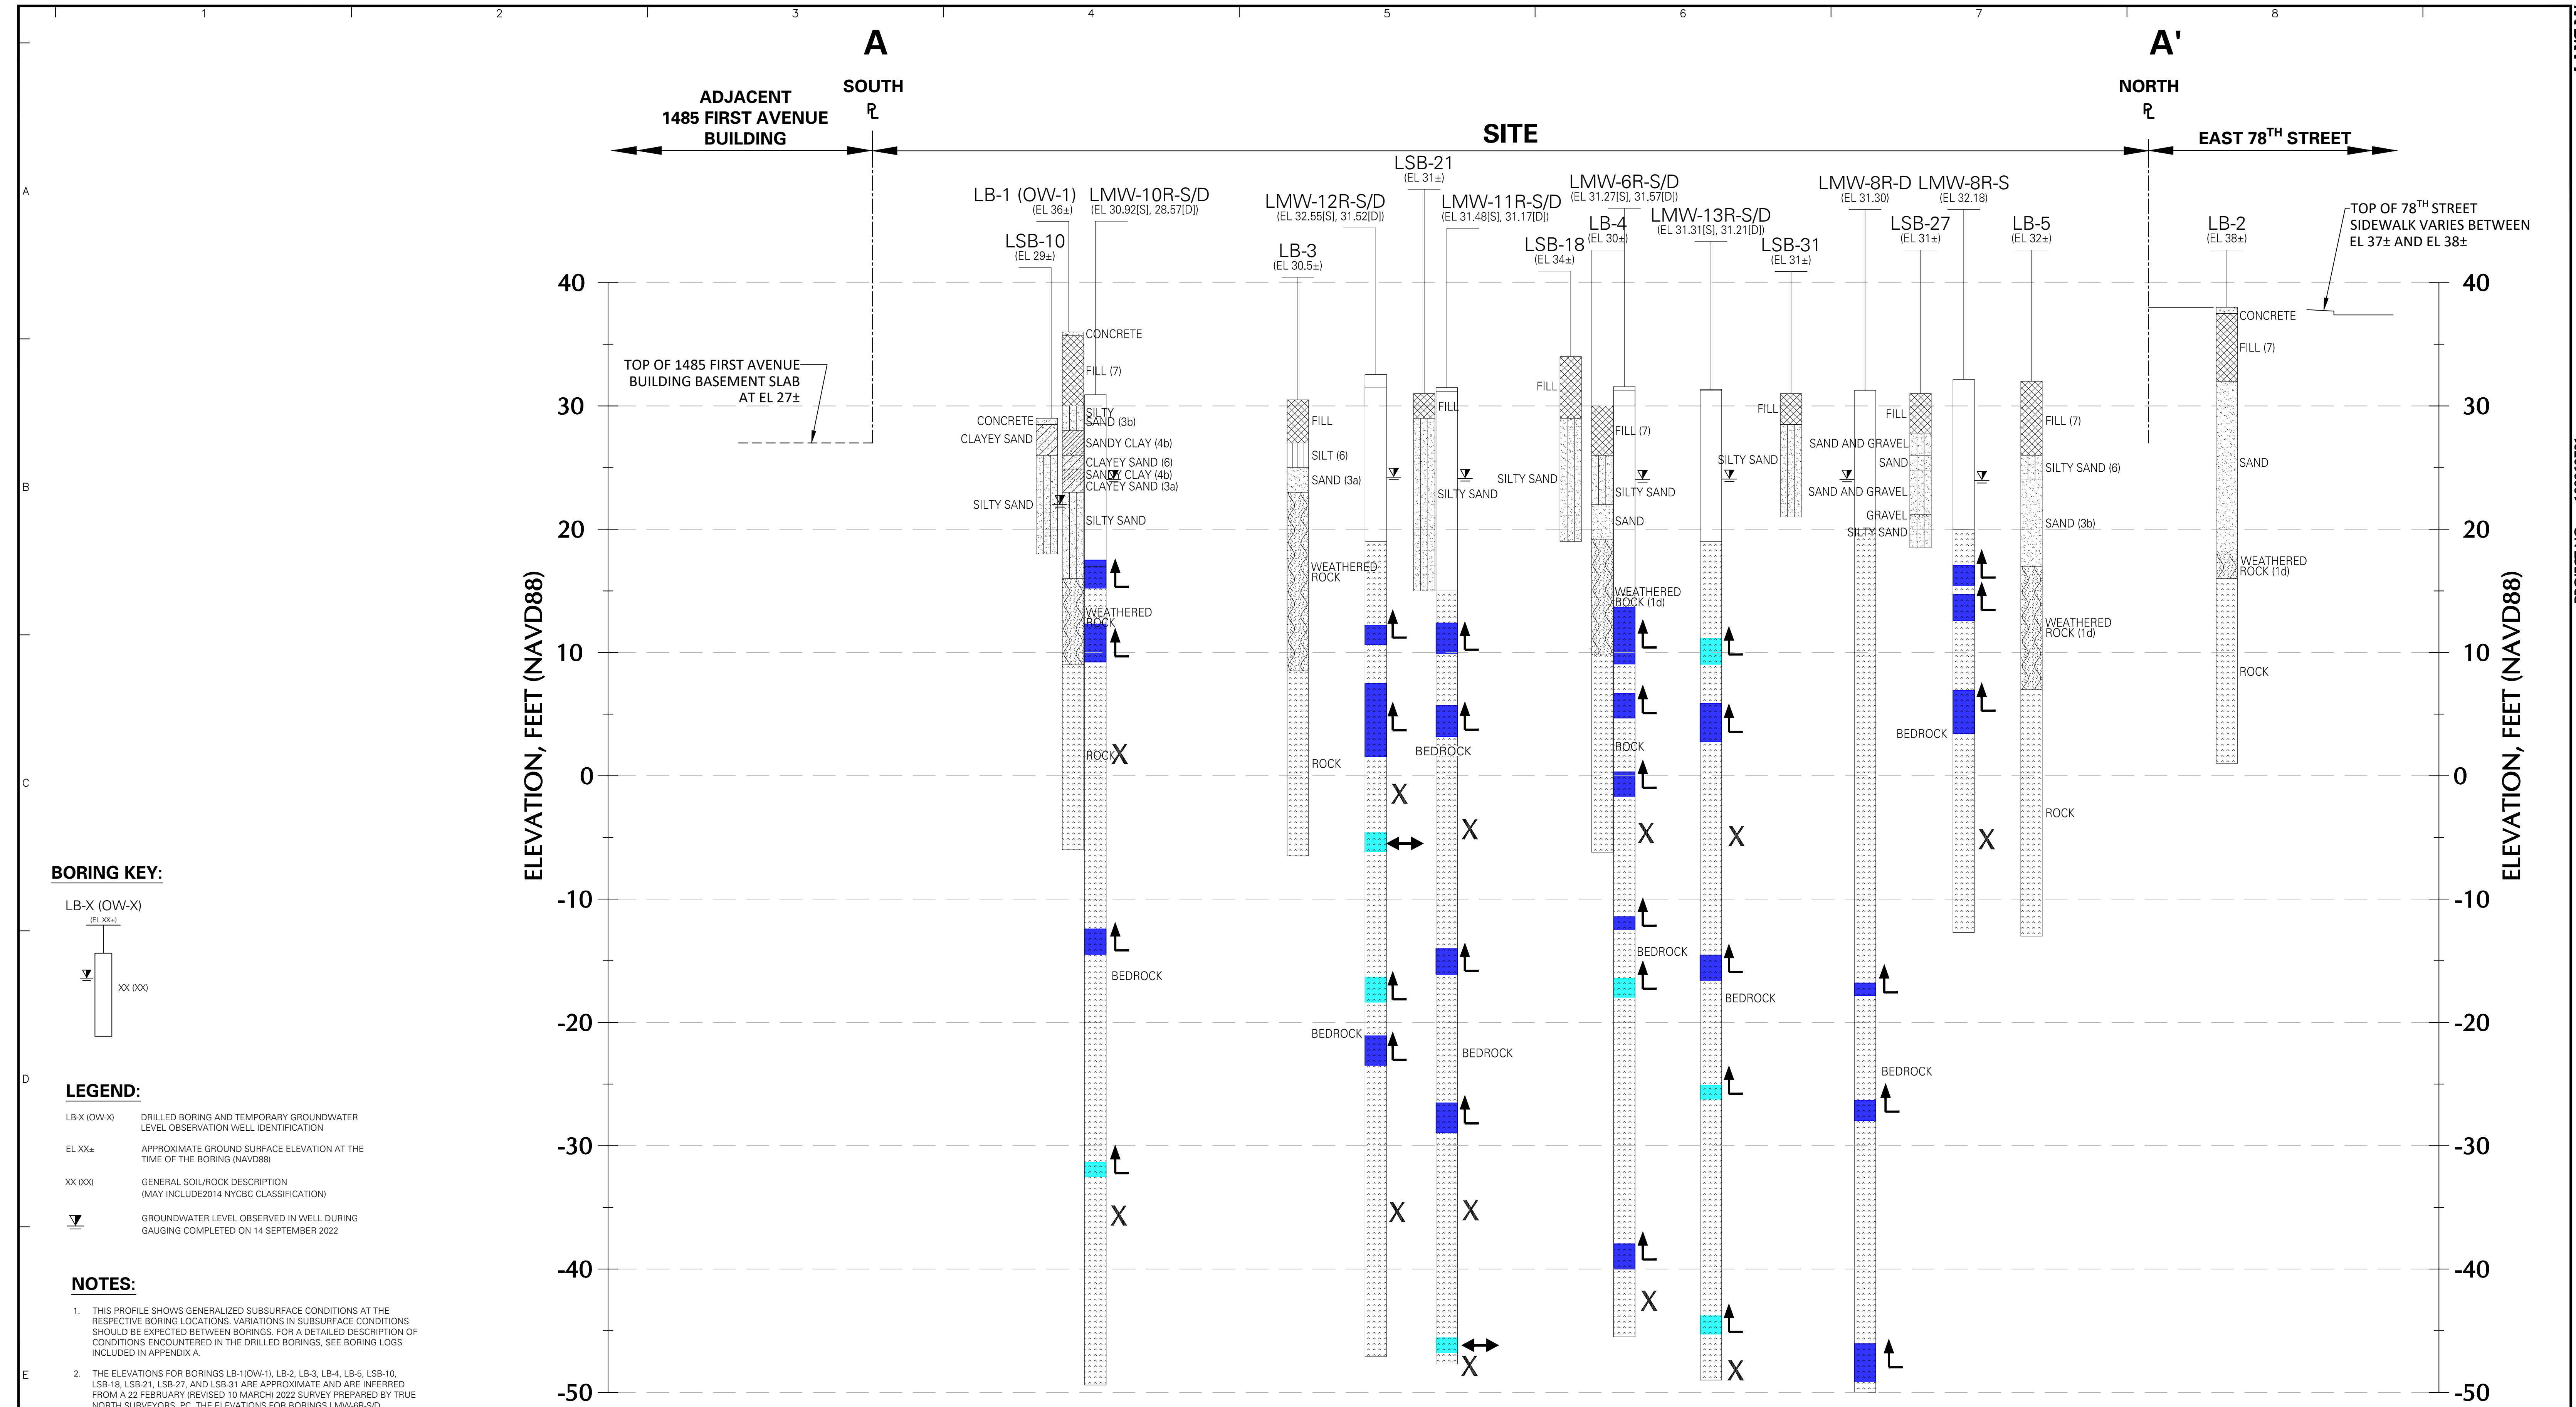 1
2
3
4
5
6
7
8
A
A'
SOUTH
NORTH
PL
PL
ADJACENT
1485 FIRST AVENUE
BUILDING
SITE
EAST 78TH STREET
LSB-21
(EL 31±)
LB-1 (OW-1)
(EL 36±)
LMW-10R-S/D
(EL 30.92[S], 28.57[D])
LMW-12R-S/D
(EL 32.55[S], 31.52[D])
LMW-11R-S/D
(EL 31.48[S], 31.17[D])
LMW-6R-S/D
(EL 31.27[S], 31.57[D])
LMW-13R-S/D
(EL 31.31[S], 31.21[D])
LMW-8R-D
(EL 31.30)
LMW-8R-S
(EL 32.18)
LSB-10
(EL 29±)
LB-3
(EL 30.5±)
LSB-18
(EL 34±)
LB-4
(EL 30±)
LSB-31
(EL 31±)
LSB-27
(EL 31±)
LB-5
(EL 32±)
LB-2
(EL 38±)
TOP OF 78TH STREET
SIDEWALK VARIES BETWEEN
EL 37± AND EL 38±
TOP OF 1485 FIRST AVENUE
BUILDING BASEMENT SLAB
AT EL 27±
ELEVATION, FEET (NAVD88)
40
30
20
10
0
-10
-20
-30
-40
-50
CONCRETE
CLAYEY SAND
SILTY SAND
CONCRETE
FILL (7)
SILTY
SAND (3b)
SANDY CLAY (4b)
CLAYEY SAND (6)
SANDY CLAY (4b)
CLAYEY SAND (3a)
SILTY SAND
WEATHERED
ROCK
ROCK
X
BEDROCK
X
FILL
SILT (6)
SAND (3a)
WEATHERED
ROCK
ROCK
X
BEDROCK
X
FILL
SILTY SAND
BEDROCK
X
BEDROCK
X
X
FILL
SILTY SAND
FILL (7)
SILTY SAND
SAND
WEATHERED
ROCK (1d)
ROCK
X
BEDROCK
X
X
BEDROCK
X
FILL
SILTY SAND
FILL
SAND AND GRAVEL
SAND
SAND AND GRAVEL
GRAVEL
SILTY SAND
BEDROCK
BEDROCK
X
FILL (7)
SILTY SAND (6)
SAND (3b)
WEATHERED
ROCK (1d)
ROCK
CONCRETE
FILL (7)
SAND
WEATHERED
ROCK (1d)
ROCK
40
30
20
10
0
-10
-20
-30
-40
-50
ELEVATION, FEET (NAVD88)
A
B
C
D
E
BORING KEY:
LB-X (OW-X)
(EL XX±)
XX (XX)
LEGEND:
LB-X (OW-X) DRILLED BORING AND TEMPORARY GROUNDWATER
LEVEL OBSERVATION WELL IDENTIFICATION
EL XX± APPROXIMATE GROUND SURFACE ELEVATION AT THE
TIME OF THE BORING (NAVD88)
XX (XX) GENERAL SOIL/ROCK DESCRIPTION
(MAY INCLUDE2014 NYCBC CLASSIFICATION)
GROUNDWATER LEVEL OBSERVED IN WELL DURING
GAUGING COMPLETED ON 14 SEPTEMBER 2022
NOTES:
1. THIS PROFILE SHOWS GENERALIZED SUBSURFACE CONDITIONS AT THE
RESPECTIVE BORING LOCATIONS. VARIATIONS IN SUBSURFACE CONDITIONS
SHOULD BE EXPECTED BETWEEN BORINGS. FOR A DETAILED DESCRIPTION OF
CONDITIONS ENCOUNTERED IN THE DRILLED BORINGS, SEE BORING LOGS
INCLUDED IN APPENDIX A.
2. THE ELEVATIONS FOR BORINGS LB-1(OW-1), LB-2, LB-3, LB-4, LB-5, LSB-10,
LSB-18, LSB-21, LSB-27, AND LSB-31 ARE APPROXIMATE AND ARE INFERRED
FROM A 22 FEBRUARY (REVISED 10 MARCH) 2022 SURVEY PREPARED BY TRUE
NORTH SURVEYORS, PC. THE ELEVATIONS FOR BORINGS LMW-6R-S/D,